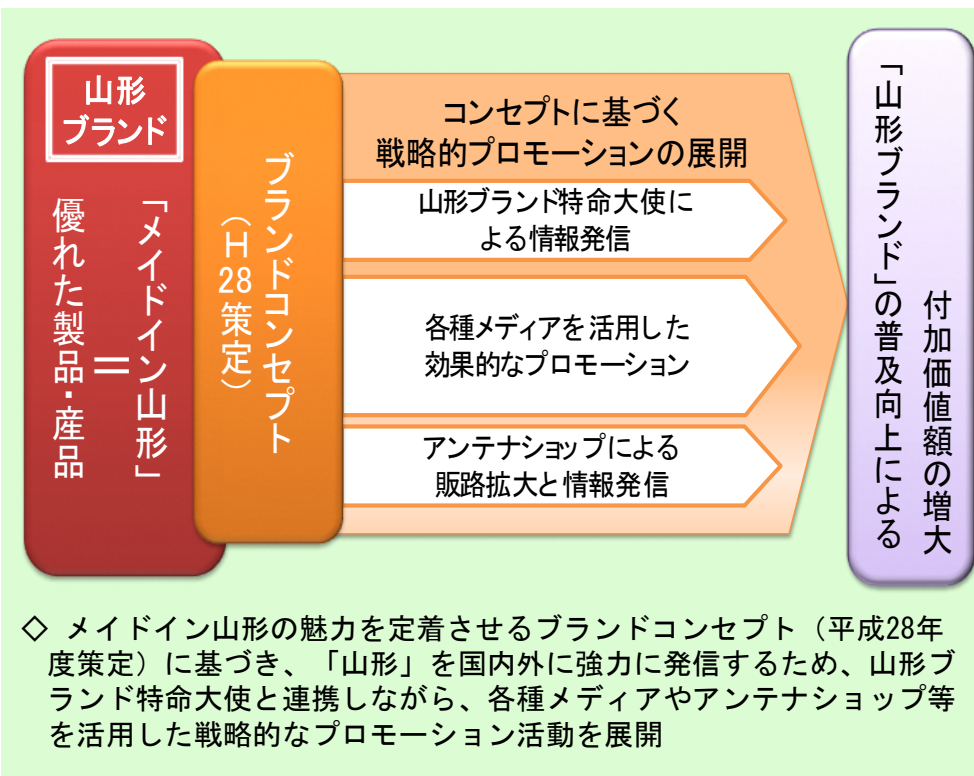 山形
ブランド
「メイドイン山形」
＝
優れた製品・産品
ブランドコンセプト
（H28策定）
コンセプトに基づく
戦略的プロモーションの展開
山形ブランド特命大使に
よる情報発信
各種メディアを活用した
効果的なプロモーション
アンテナショップによる
販路拡大と情報発信
「山形ブランド」の普及向上による
付加価値額の増大
◇ メイドイン山形の魅力を定着させるブランドコンセプト（平成28年
度策定）に基づき、「山形」を国内外に強力に発信するため、山形ブ
ランド特命大使と連携しながら、各種メディアやアンテナショップ等
を活用した戦略的なプロモーション活動を展開